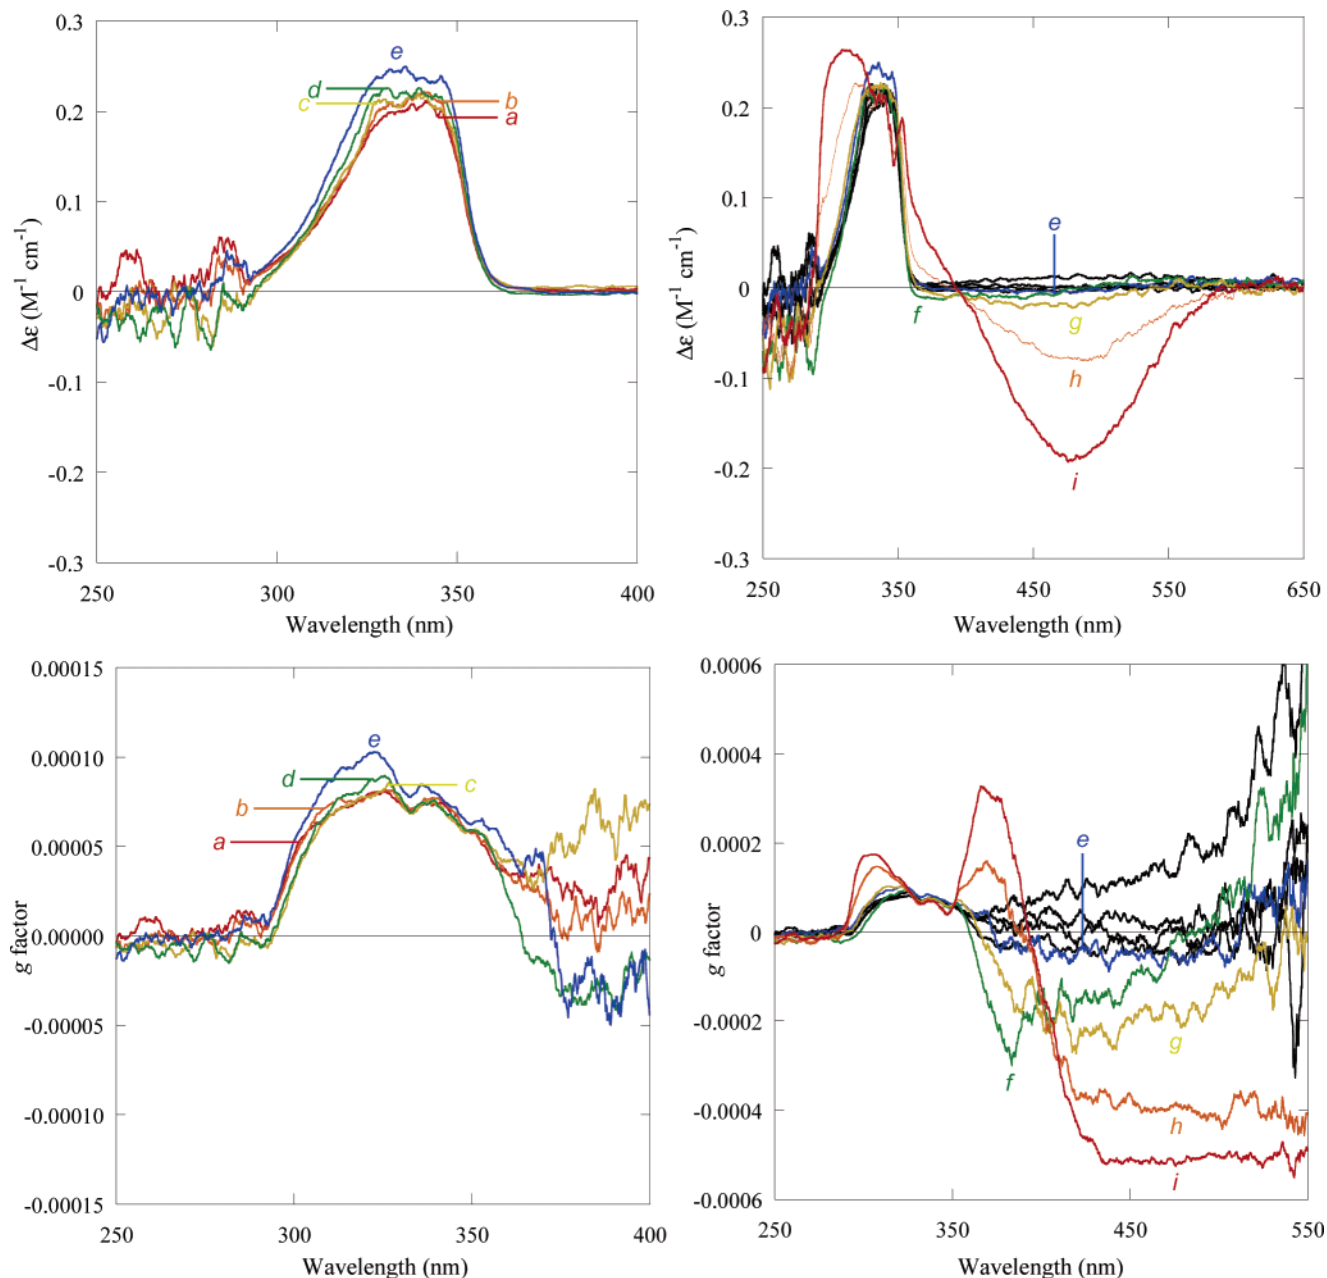 0.3
0.2
0.1
0
-0.1
-0.2
-0.3
Δε (M⁻¹ cm⁻¹)
e
d
c
b
a
250
300
350
400
Wavelength (nm)
0.3
0.2
0.1
0
-0.1
-0.2
-0.3
Δε (M⁻¹ cm⁻¹)
e
f
g
h
i
250
350
450
550
650
Wavelength (nm)
0.00015
0.00010
0.00005
0.00000
-0.00005
-0.00010
-0.00015
g factor
e
d
c
b
a
250
300
350
400
Wavelength (nm)
0.0006
0.0004
0.0002
0
-0.0002
-0.0004
-0.0006
g factor
e
g
f
h
i
250
350
450
550
Wavelength (nm)